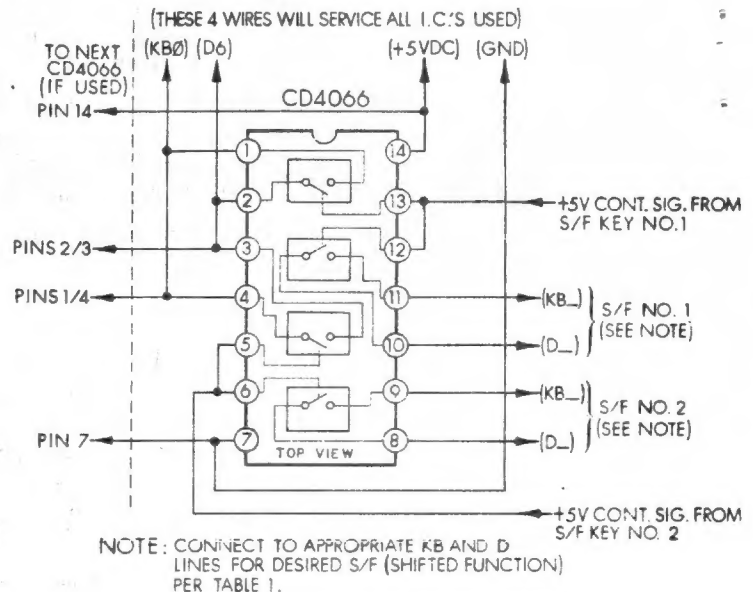 (THESE 4 WIRES WILL SERVICE ALL I.C.'S USED)
TO NEXT
CD4066
(IF USED)
(KBØ) (D6) (+5VDC) (GND)
PIN 14
CD4066
1 14
2 13
+5V CONT. SIG. FROM
S/F KEY NO.1
PINS 2/3
3 12
PINS 1/4
4 11
(KB_)
S/F NO. 1
(SEE NOTE)
5 10
(D_)
6 9
(KB_)
S/F NO. 2
(SEE NOTE)
PIN 7
7 8
(D_)
TOP VIEW
+5V CONT. SIG. FROM
S/F KEY NO. 2
NOTE: CONNECT TO APPROPRIATE KB AND D
LINES FOR DESIRED S/F (SHIFTED FUNCTION)
PER TABLE 1.